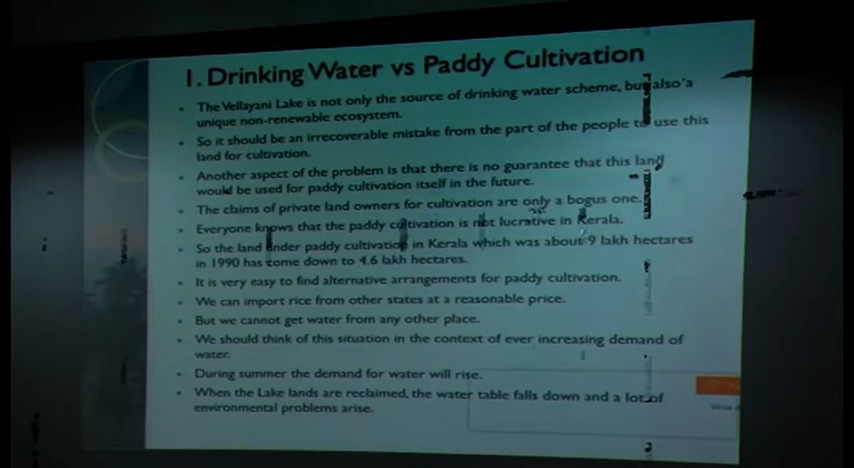 1. Drinking Water vs Paddy Cultivation
• The Vellayani Lake is not only the source of drinking water scheme, but also a
unique non-renewable ecosystem.
• So it should be an irrecoverable mistake from the part of the people to use this
land for cultivation.
• Another aspect of the problem is that there is no guarantee that this land
would be used for paddy cultivation itself in the future.
• The claims of private land owners for cultivation are only a bogus one.
• Everyone knows that the paddy cultivation is not lucrative in Kerala.
• So the land under paddy cultivation in Kerala which was about 9 lakh hectares
in 1990 has come down to 4.6 lakh hectares.
• It is very easy to find alternative arrangements for paddy cultivation.
• We can import rice from other states at a reasonable price.
• But we cannot get water from any other place.
• We should think of this situation in the context of ever increasing demand of
water.
• During summer the demand for water will rise.
• When the Lake lands are reclaimed, the water table falls down and a lot of
environmental problems arise.